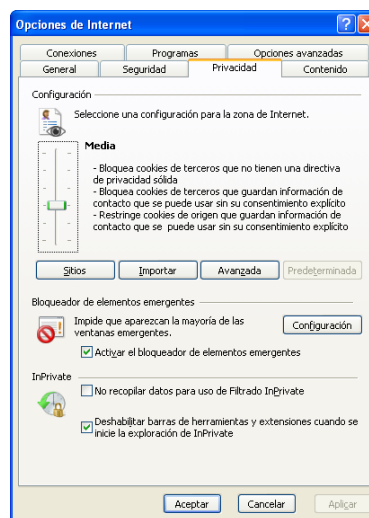 Opciones de Internet
Conexiones Programas Opciones avanzadas
General Seguridad Privacidad Contenido
Configuración
Seleccione una configuración para la zona de Internet.
Media
- Bloquea cookies de terceros que no tienen una directiva
de privacidad sólida
- Bloquea cookies de terceros que guardan información de
contacto que se puede usar sin su consentimiento explícito
- Restringe cookies de origen que guardan información de
contacto que se puede usar sin su consentimiento explícito
Sitios Importar Avanzada Predeterminada
Bloqueador de elementos emergentes
Impide que aparezcan la mayoría de las
ventanas emergentes.
Configuración
Activar el bloqueador de elementos emergentes
InPrivate
No recopilar datos para uso de Filtrado InPrivate
Deshabilitar barras de herramientas y extensiones cuando se
inicie la exploración de InPrivate
Aceptar Cancelar Aplicar